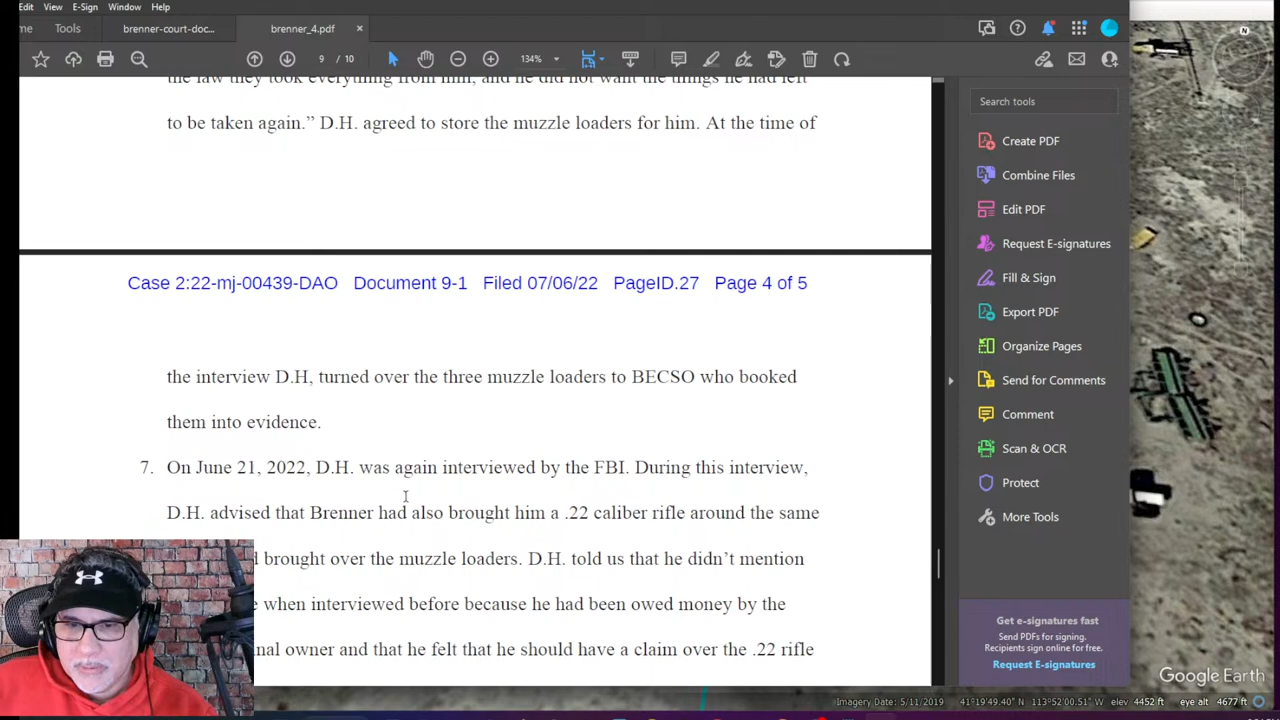 Edit View E-Sign Window Help
me Tools brenner-court-doc... brenner_4.pdf ×
9 / 10 134%
the law they took everything from him, and he did not want the things he had left
to be taken again.” D.H. agreed to store the muzzle loaders for him. At the time of
Case 2:22-mj-00439-DAO Document 9-1 Filed 07/06/22 PageID.27 Page 4 of 5
the interview D.H, turned over the three muzzle loaders to BECSO who booked
them into evidence.
7. On June 21, 2022, D.H. was again interviewed by the FBI. During this interview,
D.H. advised that Brenner had also brought him a .22 caliber rifle around the same
brought over the muzzle loaders. D.H. told us that he didn’t mention
when interviewed before because he had been owed money by the
owner and that he felt that he should have a claim over the .22 rifle
Search tools
Create PDF
Combine Files
Edit PDF
Request E-signatures
Fill & Sign
Export PDF
Organize Pages
Send for Comments
Comment
Scan & OCR
Protect
More Tools
Get e-signatures fast
Send PDFs for signing.
Recipients sign online for free.
Request E-signatures
N
Google Earth
Imagery Date: 5/11/2019 41°19'49.40" N 113°52'00.51" W elev 4452 ft eye alt 4677 ft